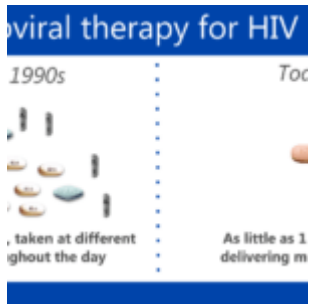 oviral therapy for HIV
1990s
Tod
, taken at different
ghout the day
As little as 1
delivering m